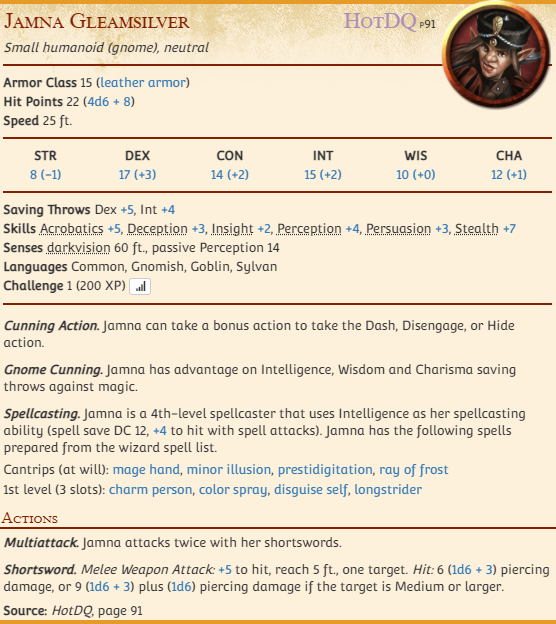 Jamna Gleamsilver HotDQ p91
Small humanoid (gnome), neutral
Armor Class 15 (leather armor)
Hit Points 22 (4d6 + 8)
Speed 25 ft.
STR DEX CON INT WIS CHA
8 (−1) 17 (+3) 14 (+2) 15 (+2) 10 (+0) 12 (+1)
Saving Throws Dex +5, Int +4
Skills Acrobatics +5, Deception +3, Insight +2, Perception +4, Persuasion +3, Stealth +7
Senses darkvision 60 ft., passive Perception 14
Languages Common, Gnomish, Goblin, Sylvan
Challenge 1 (200 XP)
Cunning Action. Jamna can take a bonus action to take the Dash, Disengage, or Hide
action.
Gnome Cunning. Jamna has advantage on Intelligence, Wisdom and Charisma saving
throws against magic.
Spellcasting. Jamna is a 4th-level spellcaster that uses Intelligence as her spellcasting
ability (spell save DC 12, +4 to hit with spell attacks). Jamna has the following spells
prepared from the wizard spell list.
Cantrips (at will): mage hand, minor illusion, prestidigitation, ray of frost
1st level (3 slots): charm person, color spray, disguise self, longstrider
Actions
Multiattack. Jamna attacks twice with her shortswords.
Shortsword. Melee Weapon Attack: +5 to hit, reach 5 ft., one target. Hit: 6 (1d6 + 3) piercing
damage, or 9 (1d6 + 3) plus (1d6) piercing damage if the target is Medium or larger.
Source: HotDQ, page 91